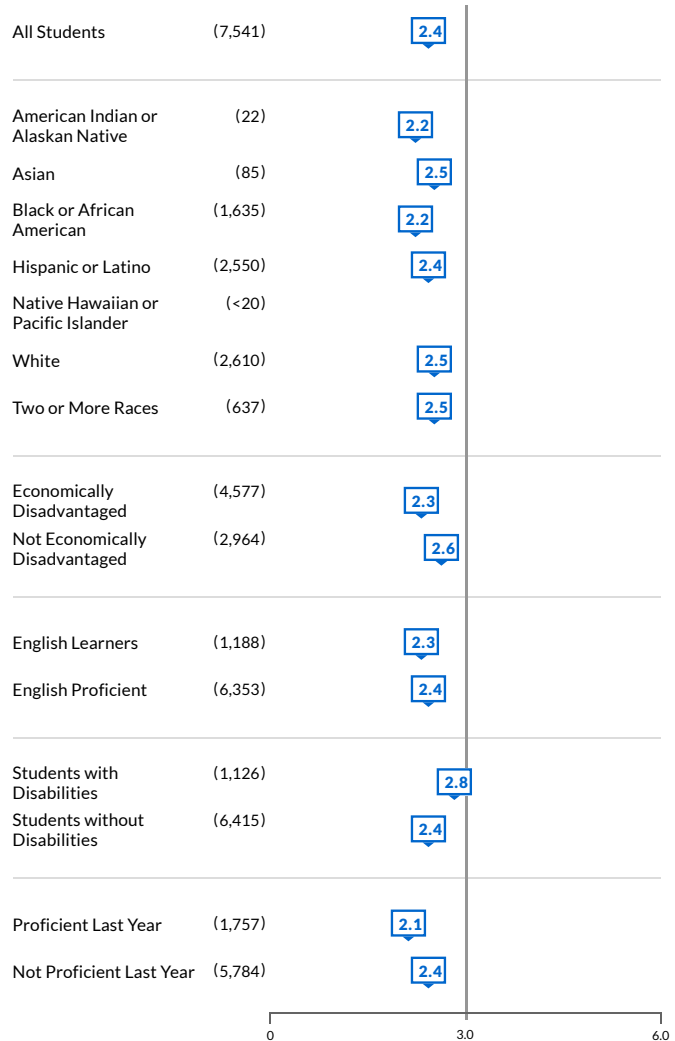 All Students (7,541) 2.4
American Indian or (22)
Alaskan Native 2.2
Asian (85) 2.5
Black or African (1,635)
American 2.2
Hispanic or Latino (2,550) 2.4
Native Hawaiian or (<20)
Pacific Islander
White (2,610) 2.5
Two or More Races (637) 2.5
Economically (4,577)
Disadvantaged 2.3
Not Economically (2,964)
Disadvantaged 2.6
English Learners (1,188) 2.3
English Proficient (6,353) 2.4
Students with (1,126)
Disabilities 2.8
Students without (6,415)
Disabilities 2.4
Proficient Last Year (1,757) 2.1
Not Proficient Last Year (5,784) 2.4
0 3.0 6.0